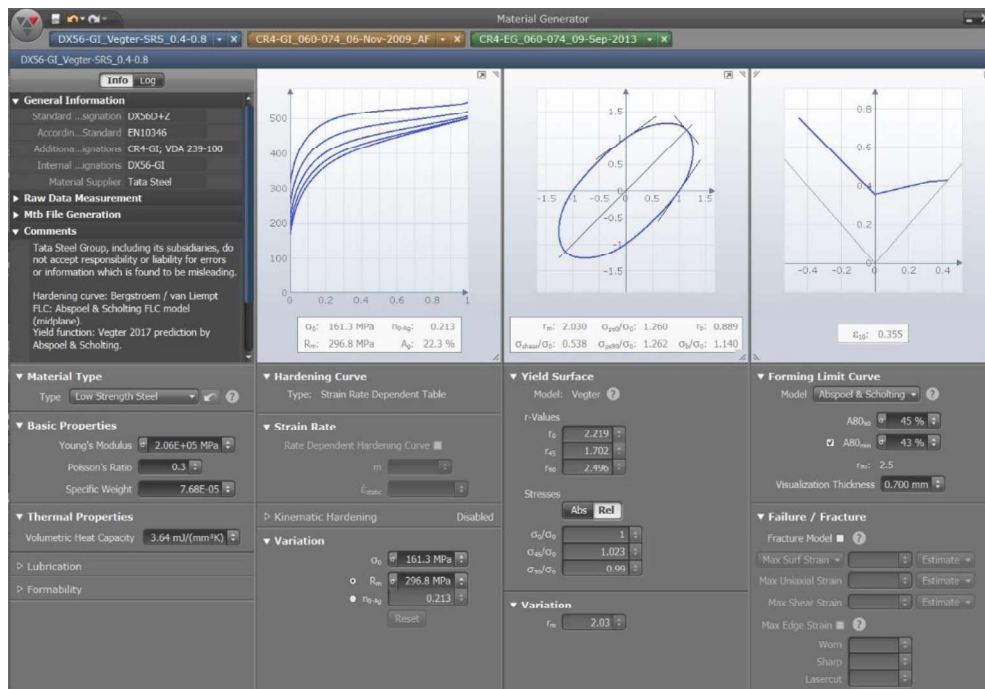 Material Generator
DX56-GI_Vegter-SRS_0.4-0.8
CR4-GI_060-074_06-Nov-2009_AF
CR4-EG_060-074_09-Sep-2013
DX56-GI_Vegter-SRS_0.4-0.8
Info Log
General Information
Standard ...signation DX56D+Z
Accordin...Standard EN10346
Additiona...ignations CR4-GI; VDA 239-100
Internal ...ignations DX56-GI
Material Supplier Tata Steel
Raw Data Measurement
Mtb File Generation
Comments
Tata Steel Group, including its subsidiaries, do
not accept responsibility or liability for errors
or information which is found to be misleading.
Hardening curve: Bergstroem / van Liempt
FLC: Abspoel & Scholting FLC model
(midplane).
Yield function: Vegter 2017 prediction by
Abspoel & Scholting.
500
400
300
200
100
0
0 0.2 0.4 0.6 0.8 1
σ₀: 161.3 MPa n₀-Ag: 0.213
Rm: 296.8 MPa Ag: 22.3 %
1.5
1
0.5
0
-1.5 -1 -0.5 0.5 1 1.5
-0.5
-1
-1.5
rm: 2.030 σps0/σ₀: 1.260 rb: 0.889
σshear/σ₀: 0.538 σps90/σ₀: 1.262 σb/σ₀: 1.140
0.8
0.6
0.4
0.2
0
-0.4 -0.2 0 0.2 0.4
ε10: 0.355
Material Type
Type Low Strength Steel ?
Basic Properties
Young's Modulus 2.06E+05 MPa
Poisson's Ratio 0.3
Specific Weight 7.68E-05
Thermal Properties
Volumetric Heat Capacity 3.64 mJ/(mm³K)
Lubrication
Formability
Hardening Curve
Type: Strain Rate Dependent Table
Strain Rate
Rate Dependent Hardening Curve
m
ε̇static
Kinematic Hardening Disabled
Variation
σ₀ 161.3 MPa
Rm 296.8 MPa
n₀-Ag 0.213
Reset
Yield Surface
Model: Vegter ?
r-Values
r₀ 2.219
r₄₅ 1.702
r₉₀ 2.496
Stresses
Abs Rel
σ₀/σ₀ 1
σ₄₅/σ₀ 1.023
σ₉₀/σ₀ 0.99
Variation
rm 2.03
Forming Limit Curve
Model Abspoel & Scholting ?
A80₉₀ 45 %
A80min 43 %
r₉₀: 2.5
Visualization Thickness 0.700 mm
Failure / Fracture
Fracture Model ?
Max Surf Strain Estimate
Max Uniaxial Strain Estimate
Max Shear Strain Estimate
Max Edge Strain ?
Worn
Sharp
Lasercut